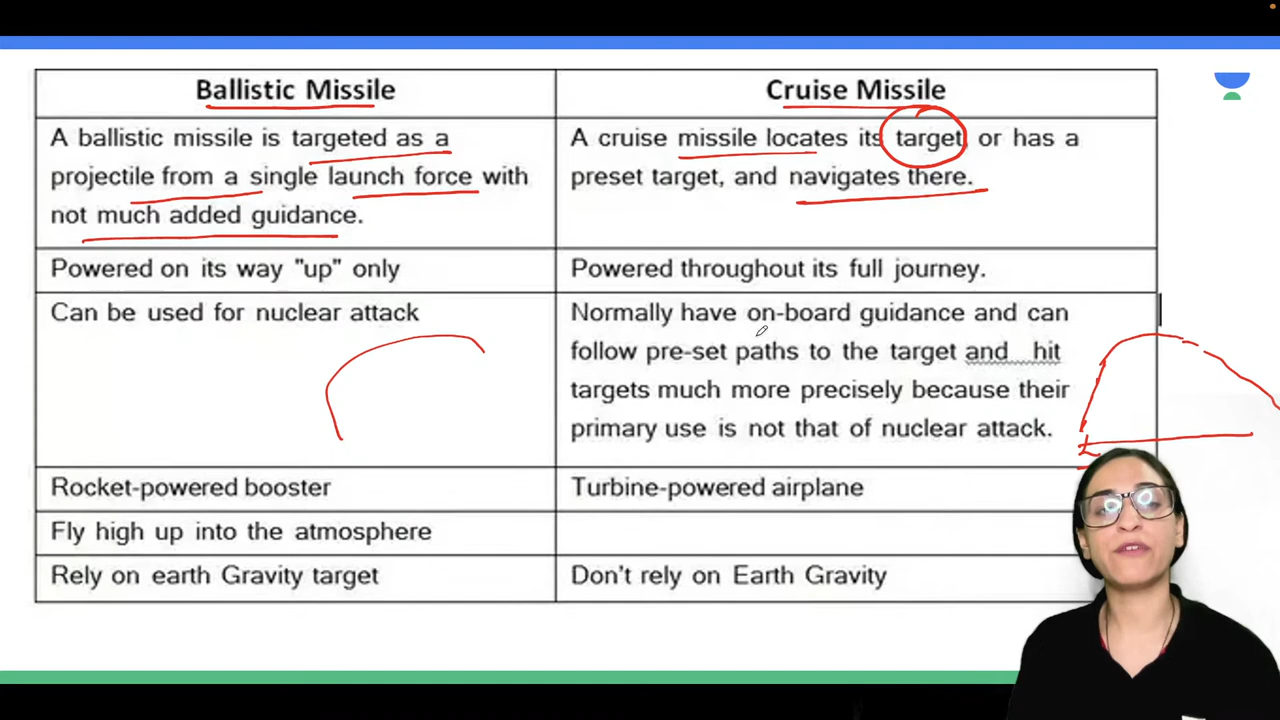 Ballistic Missile
Cruise Missile
A ballistic missile is targeted as a
projectile from a single launch force with
not much added guidance.
A cruise missile locates its target, or has a
preset target, and navigates there.
Powered on its way "up" only
Powered throughout its full journey.
Can be used for nuclear attack
Normally have on-board guidance and can
follow pre-set paths to the target and hit
targets much more precisely because their
primary use is not that of nuclear attack.
Rocket-powered booster
Turbine-powered airplane
Fly high up into the atmosphere
Rely on earth Gravity target
Don't rely on Earth Gravity